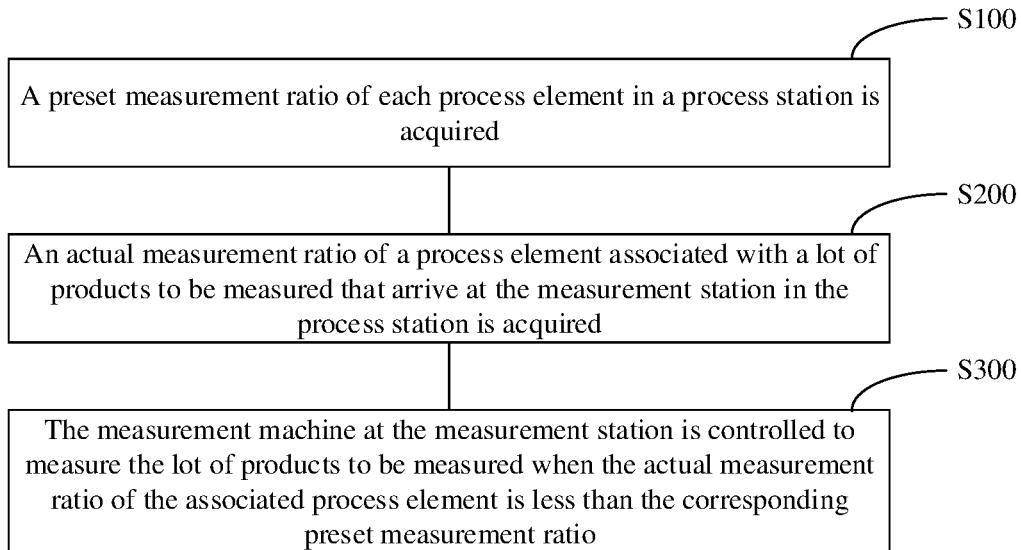 S100
A preset measurement ratio of each process element in a process station is
acquired
S200
An actual measurement ratio of a process element associated with a lot of
products to be measured that arrive at the measurement station in the
process station is acquired
S300
The measurement machine at the measurement station is controlled to
measure the lot of products to be measured when the actual measurement
ratio of the associated process element is less than the corresponding
preset measurement ratio